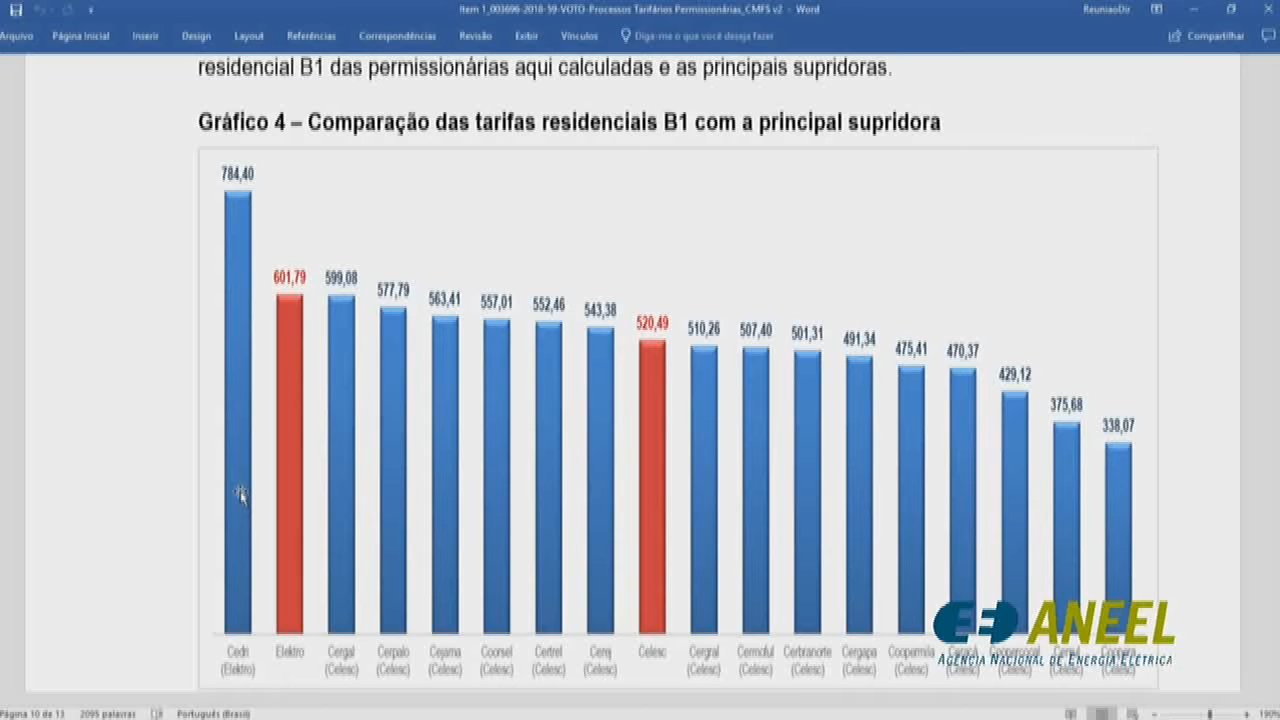 Item 1_003696-2018-59-VOTO-Processos Tarifários Permissionárias_CMFS v2 - Word
ReuniaoDir
Arquivo Página Inicial Inserir Design Layout Referências Correspondências Revisão Exibir Vínculos Diga-me o que você deseja fazer Compartilhar
residencial B1 das permissionárias aqui calculadas e as principais supridoras.
Gráfico 4 – Comparação das tarifas residenciais B1 com a principal supridora
784,40
601,79 599,08 577,79 563,41 557,01 552,46 543,38 520,49 510,26 507,40 501,31 491,34 475,41 470,37 429,12 375,68 338,07
Cedri Elektro Cergal Cerpalo Cejama Coorsel Certrel Cerej Celesc Cergral Cermoful Cerbranorte Cergapa Coopermila
(Elektro) (Celesc) (Celesc) (Celesc) (Celesc) (Celesc) (Celesc) (Celesc) (Celesc) (Celesc) (Celesc) (Celesc) (Celesc) (Celesc) (Celesc) (Celesc)
ANEEL
AGÊNCIA NACIONAL DE ENERGIA ELÉTRICA
Página 10 de 13 2095 palavras Português (Brasil) 190%